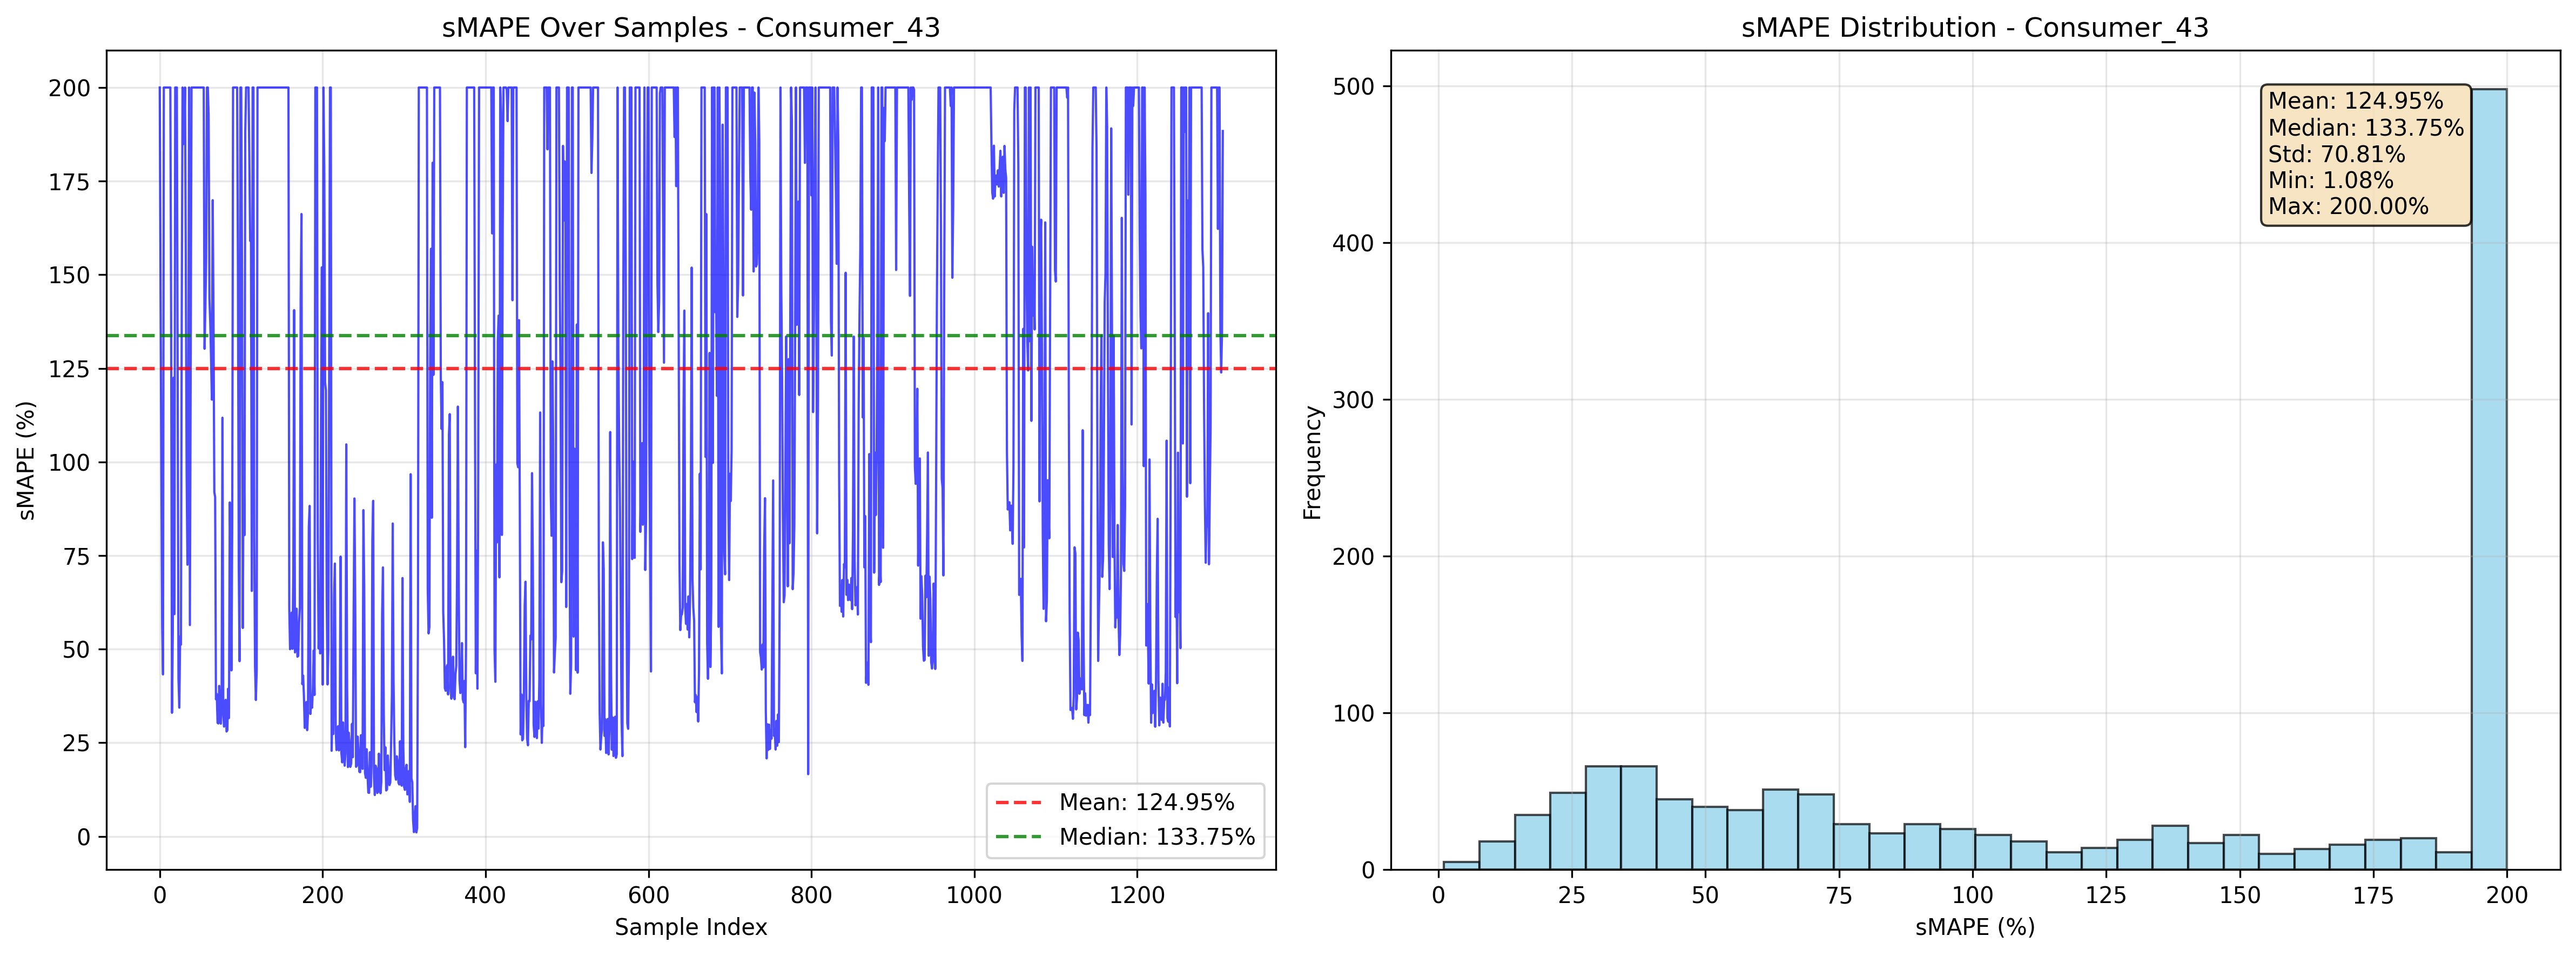 sMAPE Over Samples - Consumer_43
sMAPE (%)
200
175
150
125
100
75
50
25
0
0 200 400 600 800 1000 1200
Sample Index
Mean: 124.95%
Median: 133.75%
sMAPE Distribution - Consumer_43
Frequency
500
400
300
200
100
0
0 25 50 75 100 125 150 175 200
sMAPE (%)
Mean: 124.95%
Median: 133.75%
Std: 70.81%
Min: 1.08%
Max: 200.00%